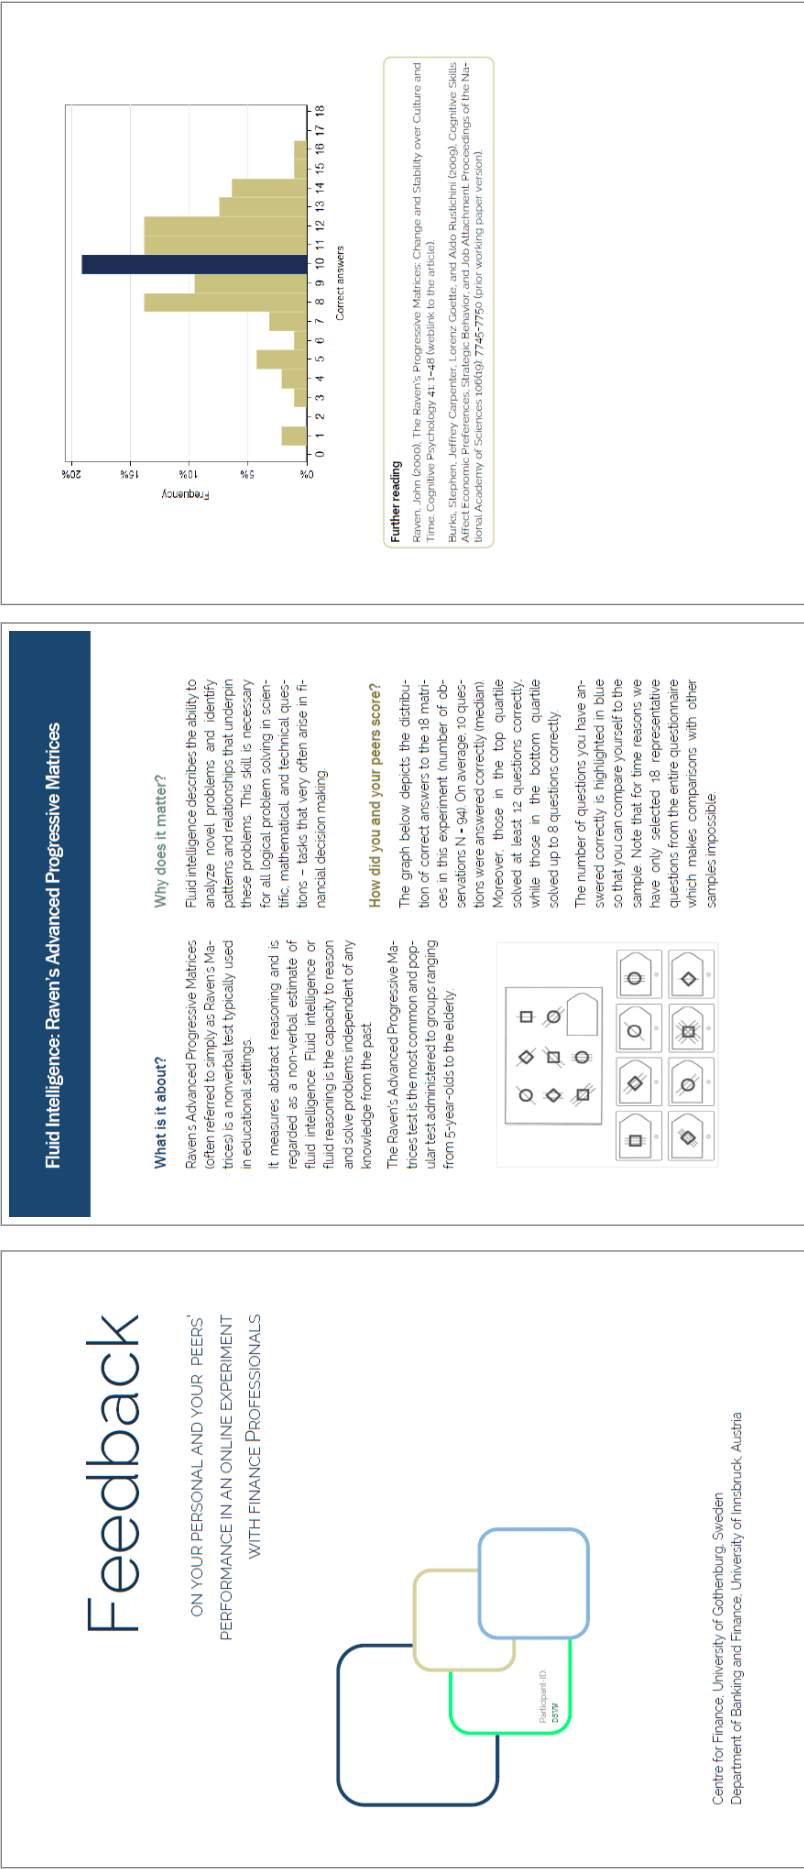 Feedback
ON YOUR PERSONAL AND YOUR PEERS'
PERFORMANCE IN AN ONLINE EXPERIMENT
WITH FINANCE PROFESSIONALS
Participant-ID:
DSVW
Centre for Finance, University of Gothenburg, Sweden
Department of Banking and Finance, University of Innsbruck, Austria
Fluid Intelligence: Raven's Advanced Progressive Matrices
What is it about?
Raven's Advanced Progressive Matrices
(often referred to simply as Raven's Ma-
trices) is a nonverbal test typically used
in educational settings.
It measures abstract reasoning and is
regarded as a non-verbal estimate of
fluid intelligence. Fluid intelligence or
fluid reasoning is the capacity to reason
and solve problems independent of any
knowledge from the past.
The Raven's Advanced Progressive Ma-
trices test is the most common and pop-
ular test administered to groups ranging
from 5-year-olds to the elderly.
Why does it matter?
Fluid intelligence describes the ability to
analyze novel problems and identify
patterns and relationships that underpin
these problems. This skill is necessary
for all logical problem solving in scien-
tific, mathematical, and technical ques-
tions – tasks that very often arise in fi-
nancial decision making.
How did you and your peers score?
The graph below depicts the distribu-
tion of correct answers to the 18 matri-
ces in this experiment (number of ob-
servations N = 94). On average, 10 ques-
tions were answered correctly (median).
Moreover, those in the top quartile
solved at least 12 questions correctly,
while those in the bottom quartile
solved up to 8 questions correctly.
The number of questions you have an-
swered correctly is highlighted in blue
so that you can compare yourself to the
sample. Note that for time reasons we
have only selected 18 representative
questions from the entire questionnaire
which makes comparisons with other
samples impossible.
Frequency
20%
15%
10%
5%
0%
0 1 2 3 4 5 6 7 8 9 10 11 12 13 14 15 16 17 18
Correct answers
Further reading
Raven, John (2000), The Raven's Progressive Matrices: Change and Stability over Culture and
Time. Cognitive Psychology 41: 1–48 (weblink to the article).
Burks, Stephen, Jeffrey Carpenter, Lorenz Goette, and Aldo Rustichini (2009), Cognitive Skills
Affect Economic Preferences, Strategic Behavior, and Job Attachment. Proceedings of the Na-
tional Academy of Sciences 106(19): 7745–7750 (prior working paper version).